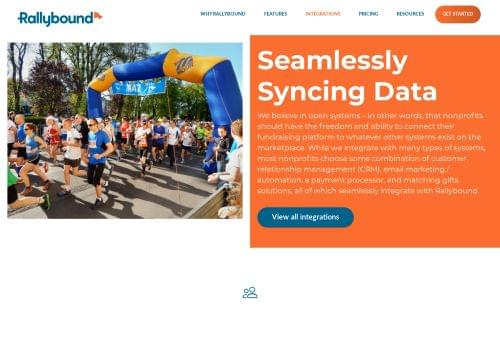 Rallybound
WHY RALLYBOUND
FEATURES
INTEGRATIONS
PRICING
RESOURCES
GET STARTED
Seamlessly
Syncing Data
We believe in open systems – in other words, that nonprofits
should have the freedom and ability to connect their
fundraising platform to whatever other systems exist on the
marketplace. While we integrate with many types of systems,
most nonprofits choose some combination of customer
relationship management (CRM), email marketing /
automation, a payment processor, and matching gifts
solutions, all of which seamlessly integrate with Rallybound.
View all integrations